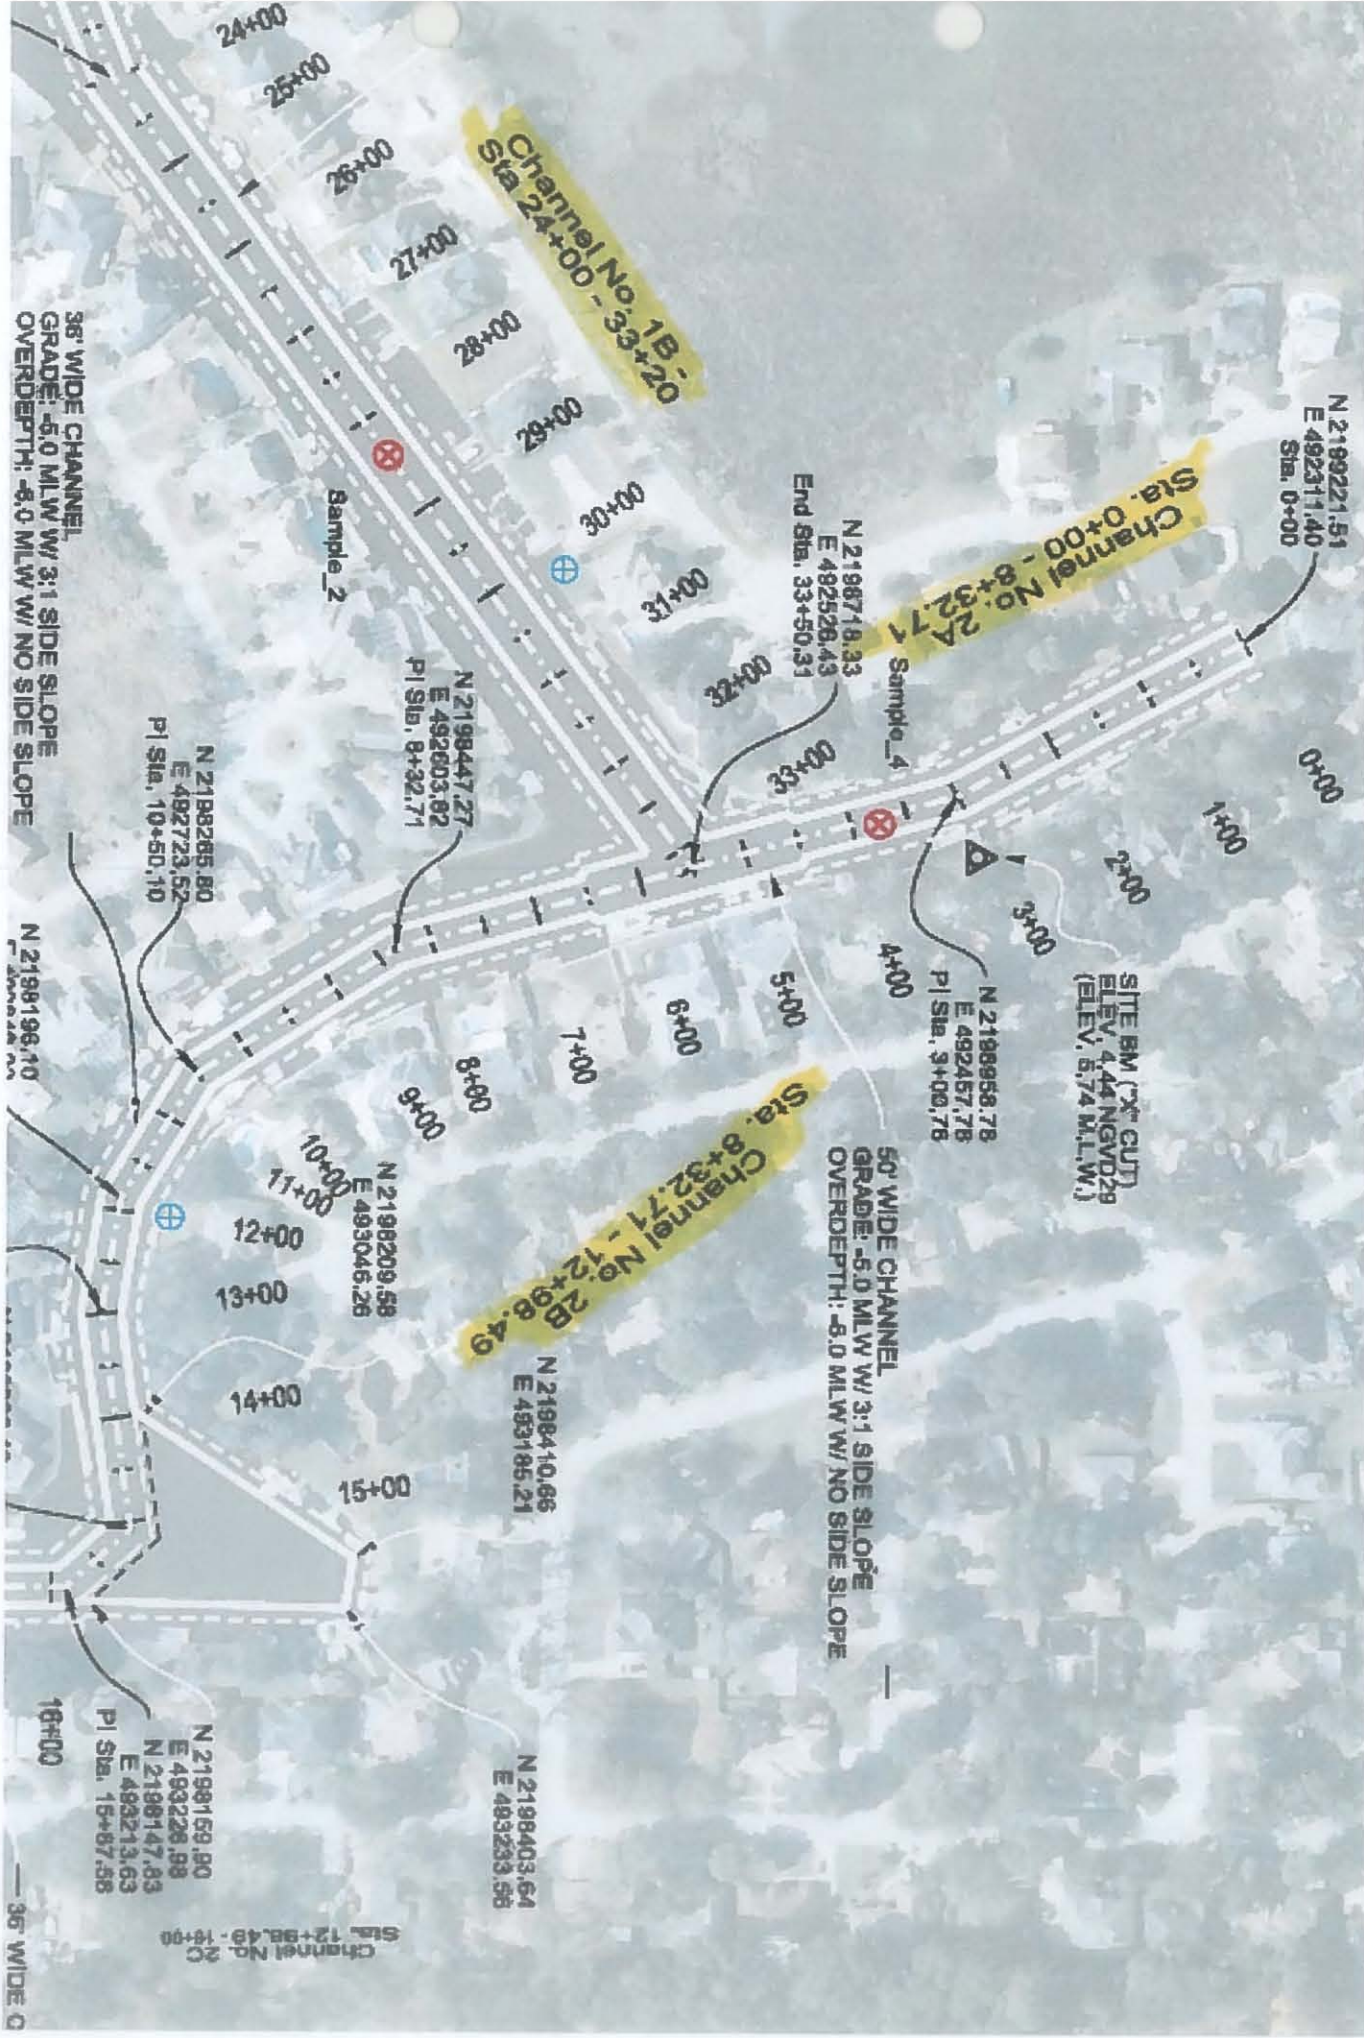 24+00
25+00
26+00
27+00
28+00
29+00
30+00
31+00
32+00
33+00
Channel No. 1B -
Sta 24+00 - 33+20
36' WIDE CHANNEL
GRADE: -5.0 MLW W/ 3:1 SIDE SLOPE
OVERDEPTH: -6.0 MLW W/ NO SIDE SLOPE
Sample_2
N 2198718.33
E 492526.43
End Sta. 33+50.31
N 2199221.51
E 492311.40
Sta. 0+00
Channel No. 2A
Sta. 0+00 - 8+32.71
Sample_4
0+00
1+00
2+00
3+00
4+00
5+00
6+00
7+00
8+00
9+00
10+00
11+00
12+00
13+00
14+00
15+00
16+00
SITE BM ("X" CUT)
ELEV. 4.44 NGVD29
(ELEV. 5.74 M.L.W.)
N 2198958.78
E 492457.78
PI Sta. 3+00.76
N 2198447.27
E 492603.82
PI Sta. 8+32.71
N 2198265.80
E 492723.52
PI Sta. 10+50.10
N 2198196.10
50' WIDE CHANNEL
GRADE: -5.0 MLW W/ 3:1 SIDE SLOPE
OVERDEPTH: -6.0 MLW W/ NO SIDE SLOPE
Channel No. 2B
Sta. 8+32.71 - 12+98.49
N 2198209.58
E 493046.26
N 2198410.66
E 493185.21
N 2198403.64
E 493233.56
N 2198159.90
E 493226.98
N 2198147.83
E 493213.63
PI Sta. 15+67.58
Channel No. 2C
Sta. 12+98.49 - 16+00
36' WIDE C